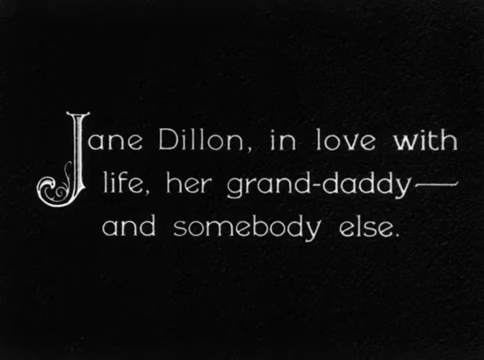 Jane Dillon, in love with
life, her grand-daddy—
and somebody else.